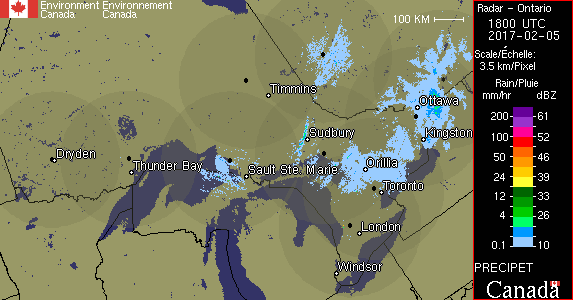 Environment Environnement
Canada Canada
100 KM
Timmins
Ottawa
Sudbury
Kingston
Dryden
Thunder Bay
Sault Ste. Marie
Orillia
Toronto
London
Windsor
Radar - Ontario
1800 UTC
2017-02-05
Scale/Échelle:
3.5 km/Pixel
Rain/Pluie
mm/hr dBZ
200 61
100 52
50 46
24 39
12 33
4 26
0.1 10
PRECIPET
Canada